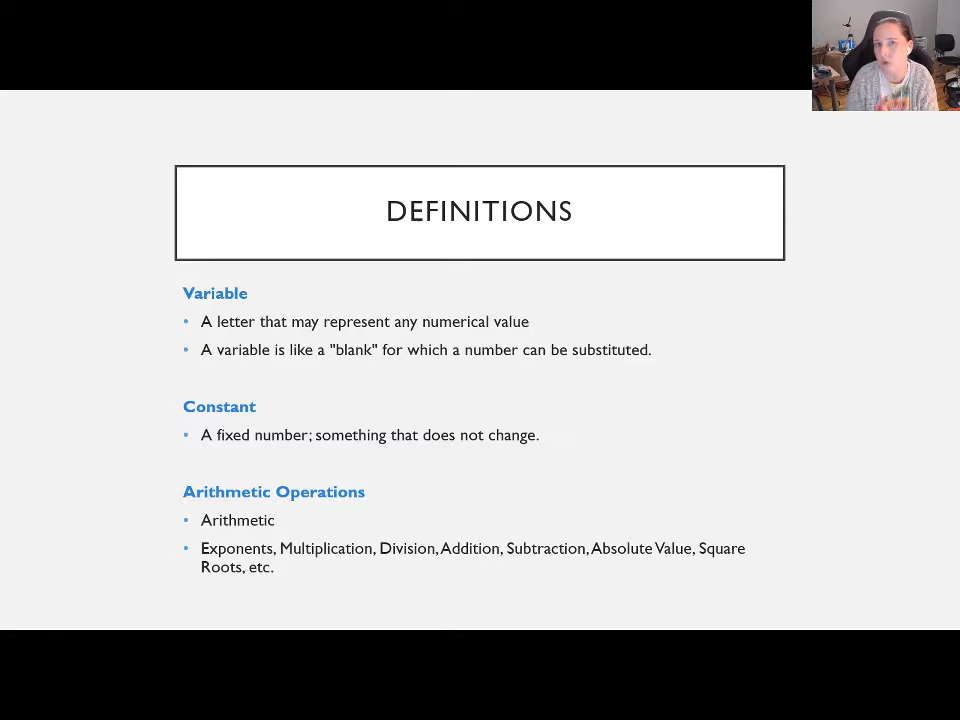 DEFINITIONS
Variable
• A letter that may represent any numerical value
• A variable is like a "blank" for which a number can be substituted.
Constant
• A fixed number; something that does not change.
Arithmetic Operations
• Arithmetic
• Exponents, Multiplication, Division, Addition, Subtraction, Absolute Value, Square
Roots, etc.